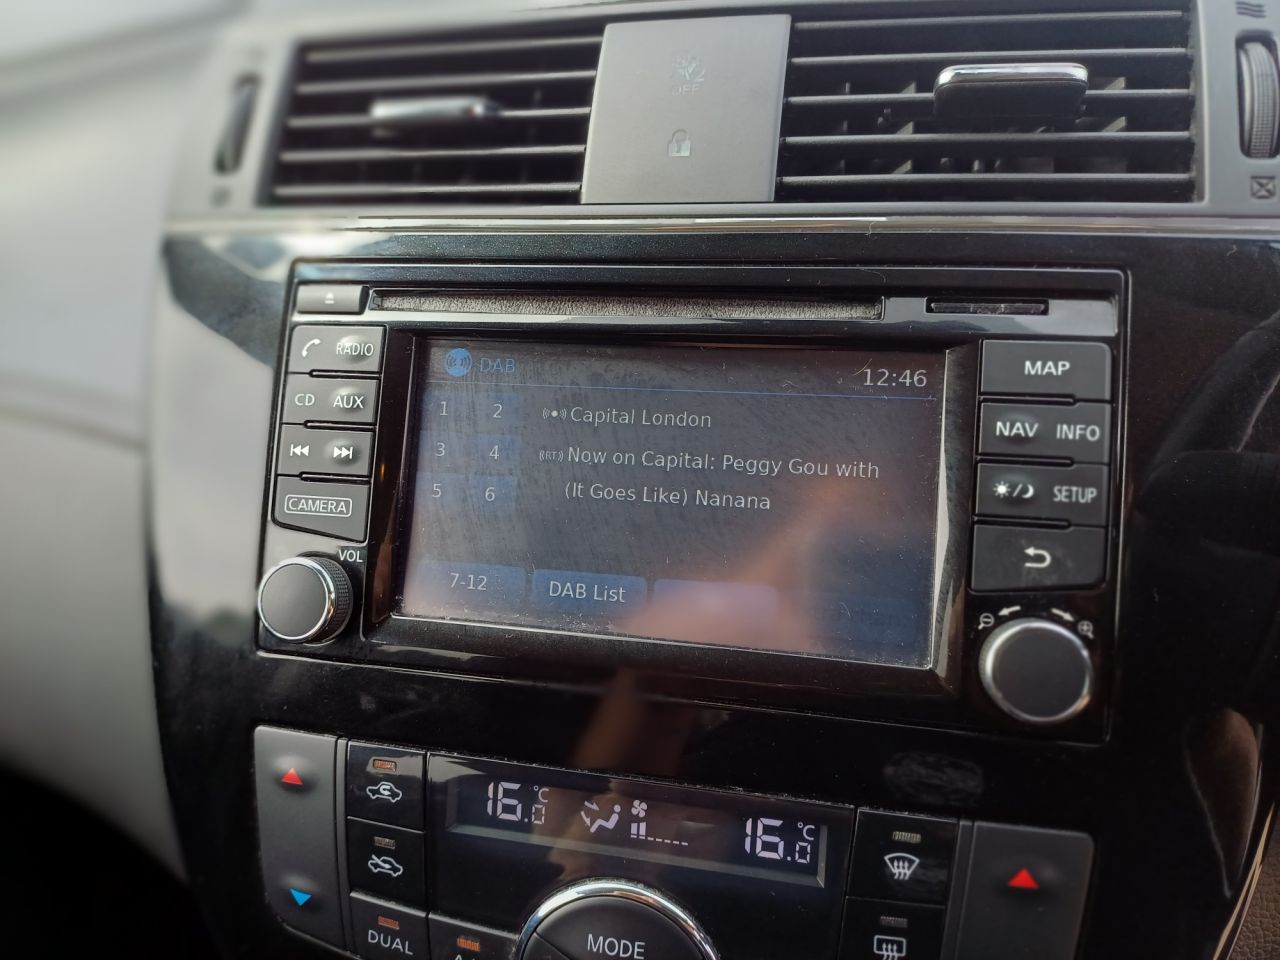 2
OFF
RADIO
CD AUX
CAMERA
VOL
DAB
12:46
1 2
3 4
5 6
Capital London
(RT) Now on Capital: Peggy Gou with
(It Goes Like) Nanana
7-12
DAB List
MAP
NAV INFO
SETUP
16.0 °C
16.0 °C
DUAL
MODE